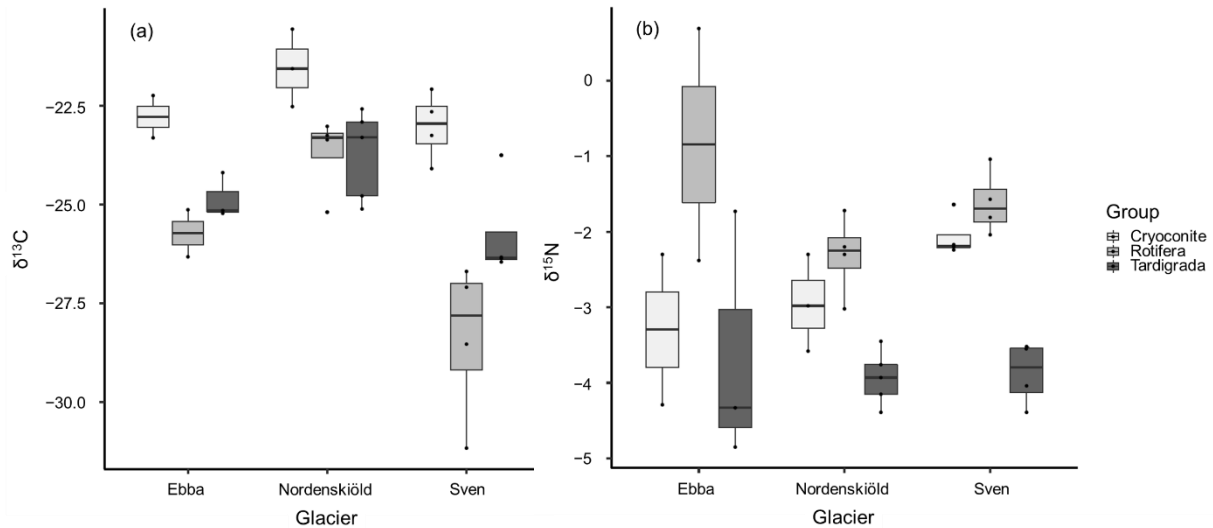 (a)
−22.5
−25.0
−27.5
−30.0
δ13C
Ebba Nordenskiöld Sven
Glacier
(b)
0
−1
−2
−3
−4
−5
δ15N
Ebba Nordenskiöld Sven
Glacier
Group
Cryoconite
Rotifera
Tardigrada